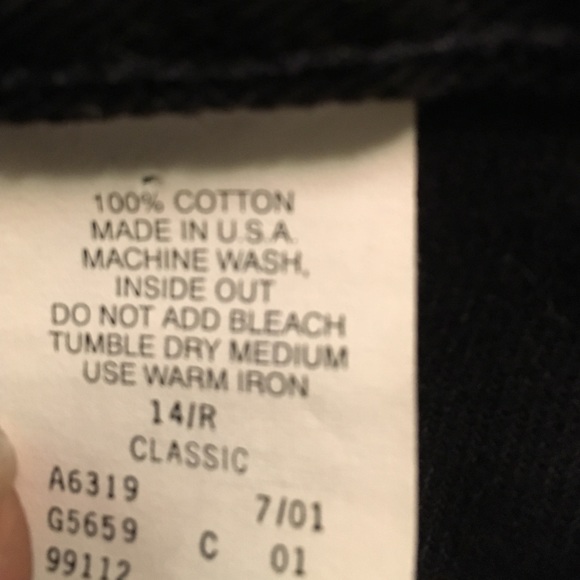 100% COTTON
MADE IN U.S.A.
MACHINE WASH,
INSIDE OUT
DO NOT ADD BLEACH
TUMBLE DRY MEDIUM
USE WARM IRON
14/R
CLASSIC
A6319 7/01
G5659 C 01
99112